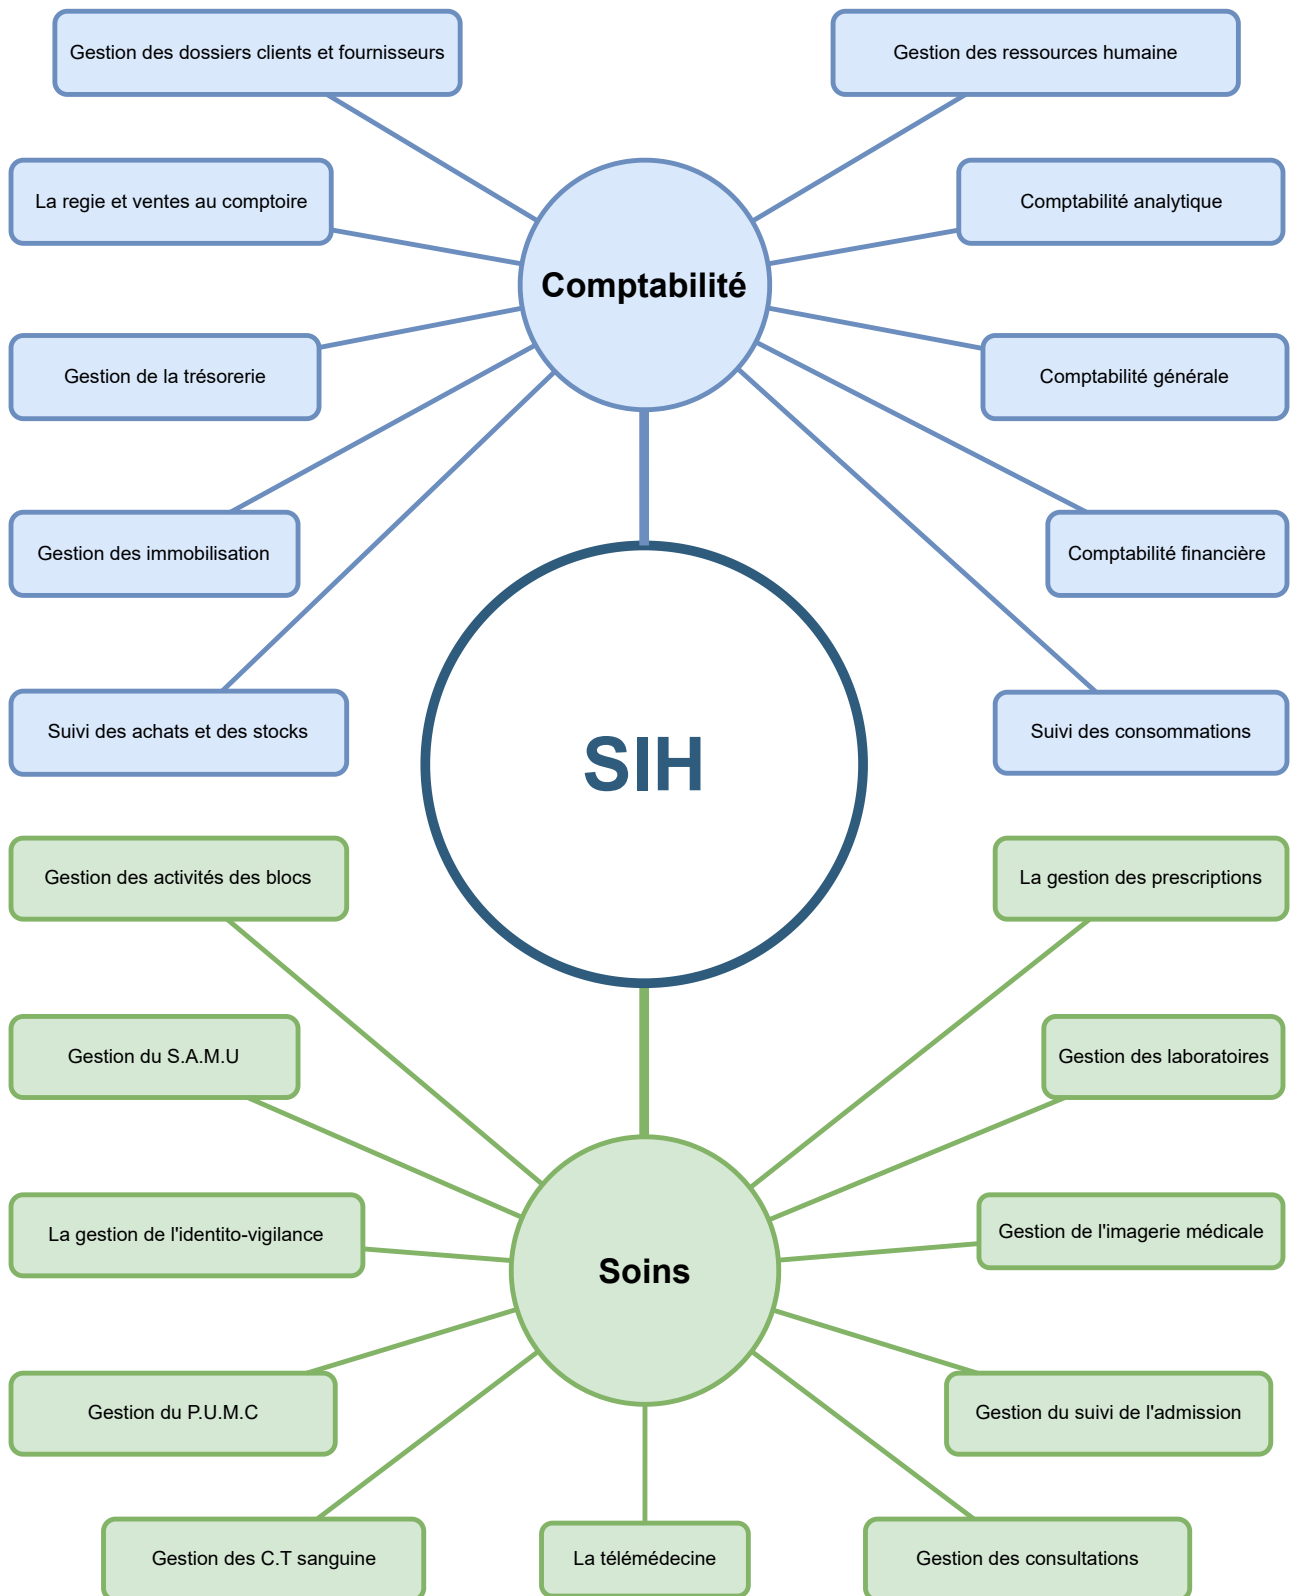 Gestion des dossiers clients et fournisseurs
Gestion des ressources humaine
La regie et ventes au comptoire
Comptabilité analytique
Comptabilité
Gestion de la trésorerie
Comptabilité générale
Gestion des immobilisation
Comptabilité financière
Suivi des achats et des stocks
Suivi des consommations
SIH
Gestion des activités des blocs
La gestion des prescriptions
Gestion du S.A.M.U
Gestion des laboratoires
La gestion de l'identito-vigilance
Gestion de l'imagerie médicale
Soins
Gestion du P.U.M.C
Gestion du suivi de l'admission
Gestion des C.T sanguine
La télémédecine
Gestion des consultations